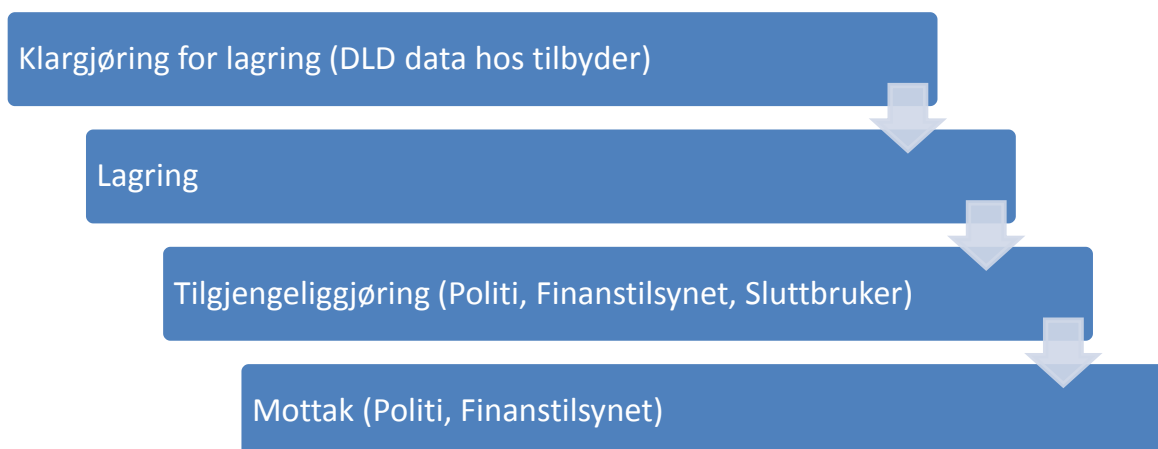 Klargjøring for lagring (DLD data hos tilbyder)
Lagring
Tilgjengeliggjøring (Politi, Finanstilsynet, Sluttbruker)
Mottak (Politi, Finanstilsynet)